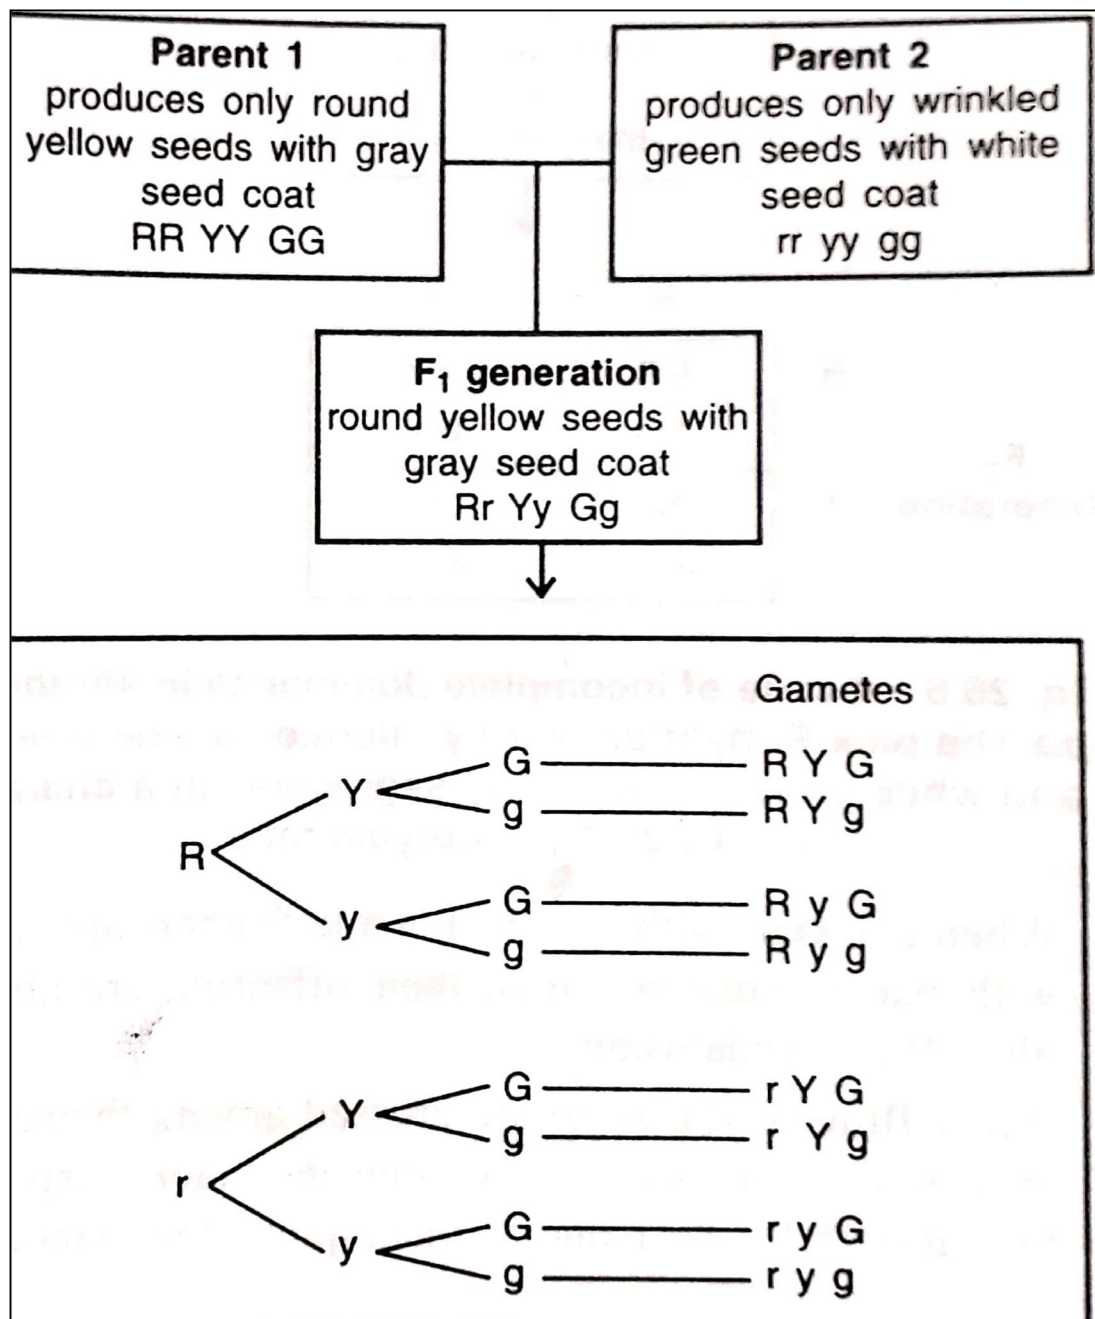 Parent 1
produces only round
yellow seeds with gray
seed coat
RR YY GG
Parent 2
produces only wrinkled
green seeds with white
seed coat
rr yy gg
F₁ generation
round yellow seeds with
gray seed coat
Rr Yy Gg
Gametes
R
Y
G R Y G
g R Y g
y
G R y G
g R y g
r
Y
G r Y G
g r Y g
y
G r y G
g r y g